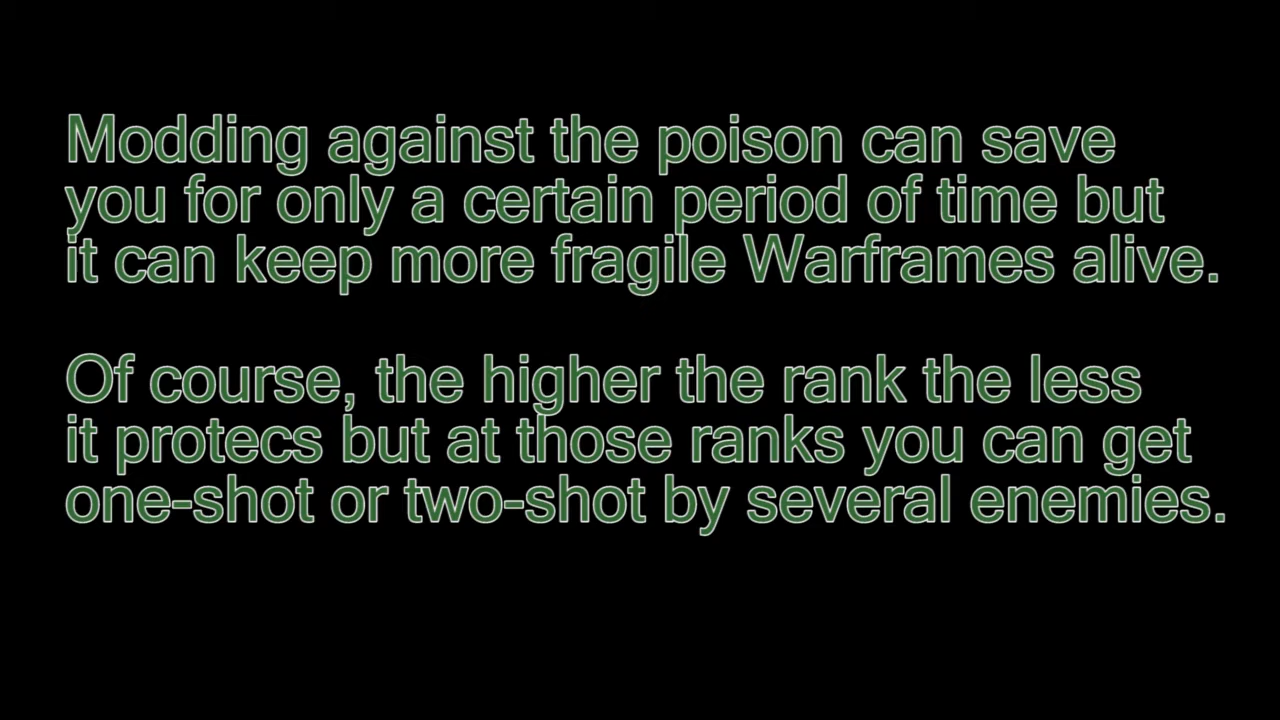 Modding against the poison can save
you for only a certain period of time but
it can keep more fragile Warframes alive.
Of course, the higher the rank the less
it protecs but at those ranks you can get
one-shot or two-shot by several enemies.